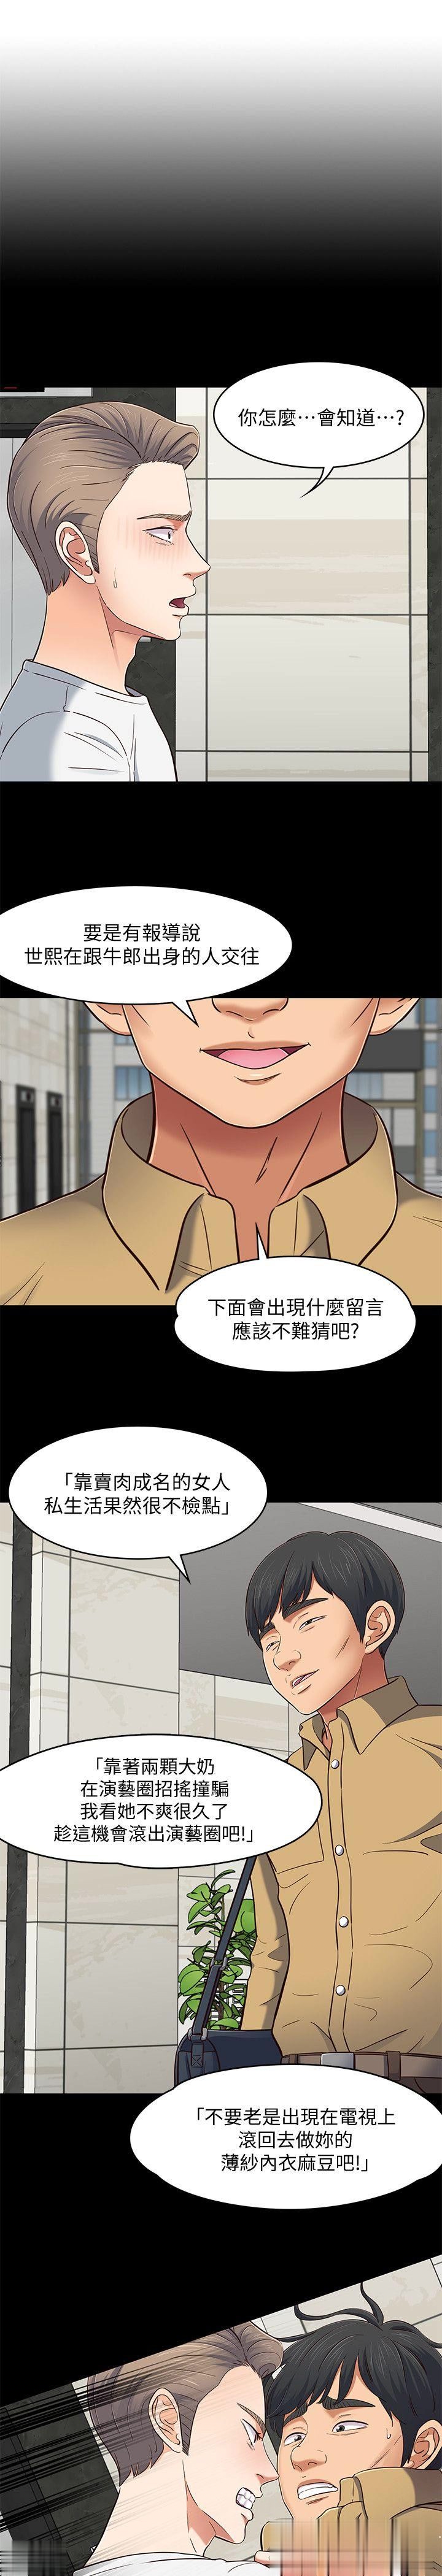 你怎麼⋯會知道⋯?
要是有報導說
世熙在跟牛郎出身的人交往
下面會出現什麼留言
應該不難猜吧?
「靠賣肉成名的女人
私生活果然很不檢點」
「靠著兩顆大奶
在演藝圈招搖撞騙
我看她不爽很久了
趁這機會滾出演藝圈吧!」
「不要老是出現在電視上
滾回去做妳的
薄紗內衣麻豆吧!」